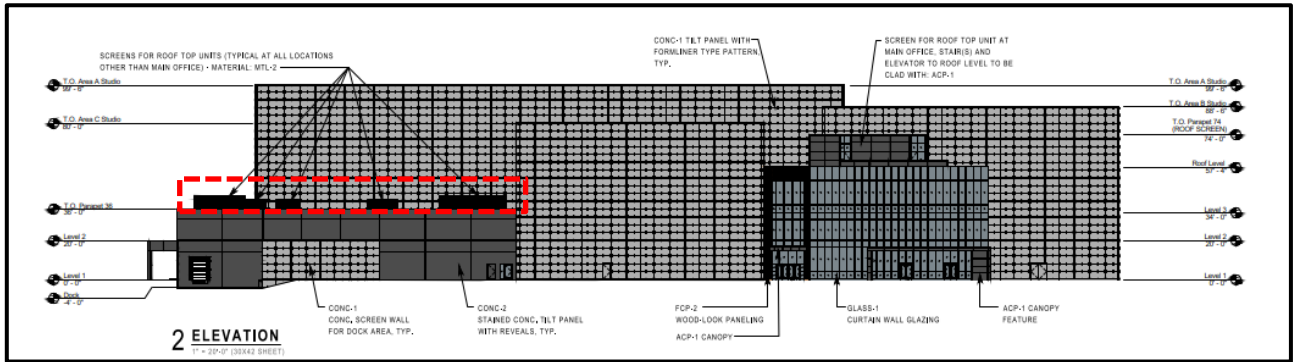 SCREENS FOR ROOF TOP UNITS (TYPICAL AT ALL LOCATIONS
OTHER THAN MAIN OFFICE) - MATERIAL: MTL-2
CONC-1 TILT PANEL WITH
FORMLINER TYPE PATTERN,
TYP.
SCREEN FOR ROOF TOP UNIT AT
MAIN OFFICE, STAIR(S) AND
ELEVATOR TO ROOF LEVEL TO BE
CLAD WITH: ACP-1
T.O. Area A Studio
99' - 6"
T.O. Area C Studio
80' - 0"
T.O. Parapet 36
36' - 0"
Level 2
20' - 0"
Level 1
0' - 0"
Dock
-4' - 0"
T.O. Area A Studio
99' - 6"
T.O. Area B Studio
88' - 6"
T.O. Parapet 74
(ROOF SCREEN)
74' - 0"
Roof Level
57' - 4"
Level 3
34' - 0"
Level 2
20' - 0"
Level 1
0' - 0"
CONC-1
CONC, SCREEN WALL
FOR DOCK AREA, TYP.
CONC-2
STAINED CONC, TILT PANEL
WITH REVEALS, TYP.
FCP-2
WOOD-LOOK PANELING
ACP-1 CANOPY
GLASS-1
CURTAIN WALL GLAZING
ACP-1 CANOPY
FEATURE
2 ELEVATION
1" = 20'-0" (30X42 SHEET)